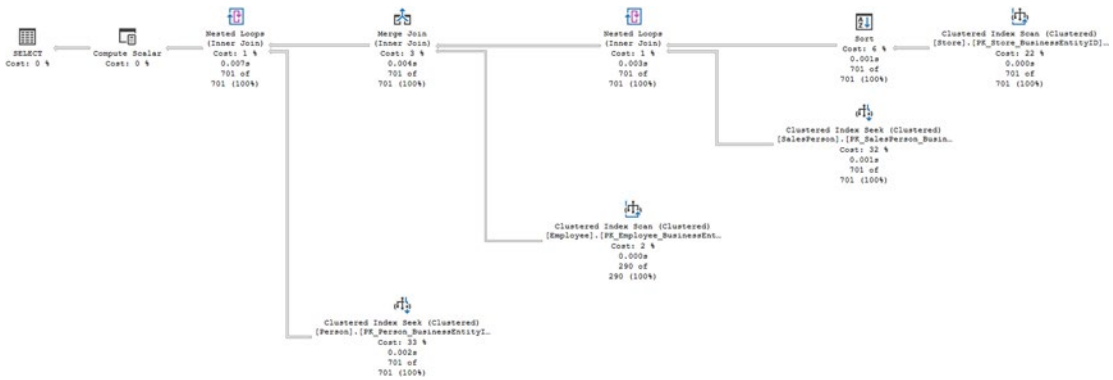 SELECT
Cost: 0 %
Compute Scalar
Cost: 0 %
Nested Loops
(Inner Join)
Cost: 1 %
0.007s
701 of
701 (100%)
Merge Join
(Inner Join)
Cost: 3 %
0.004s
701 of
701 (100%)
Nested Loops
(Inner Join)
Cost: 1 %
0.003s
701 of
701 (100%)
Sort
Cost: 6 %
0.001s
701 of
701 (100%)
Clustered Index Scan (Clustered)
[Store].[PK_Store_BusinessEntityID]…
Cost: 22 %
0.000s
701 of
701 (100%)
Clustered Index Seek (Clustered)
[SalesPerson].[PK_SalesPerson_Busin…
Cost: 32 %
0.001s
701 of
701 (100%)
Clustered Index Scan (Clustered)
[Employee].[PK_Employee_BusinessEnt…
Cost: 2 %
0.000s
290 of
290 (100%)
Clustered Index Seek (Clustered)
[Person].[PK_Person_BusinessEntityI…
Cost: 33 %
0.002s
701 of
701 (100%)